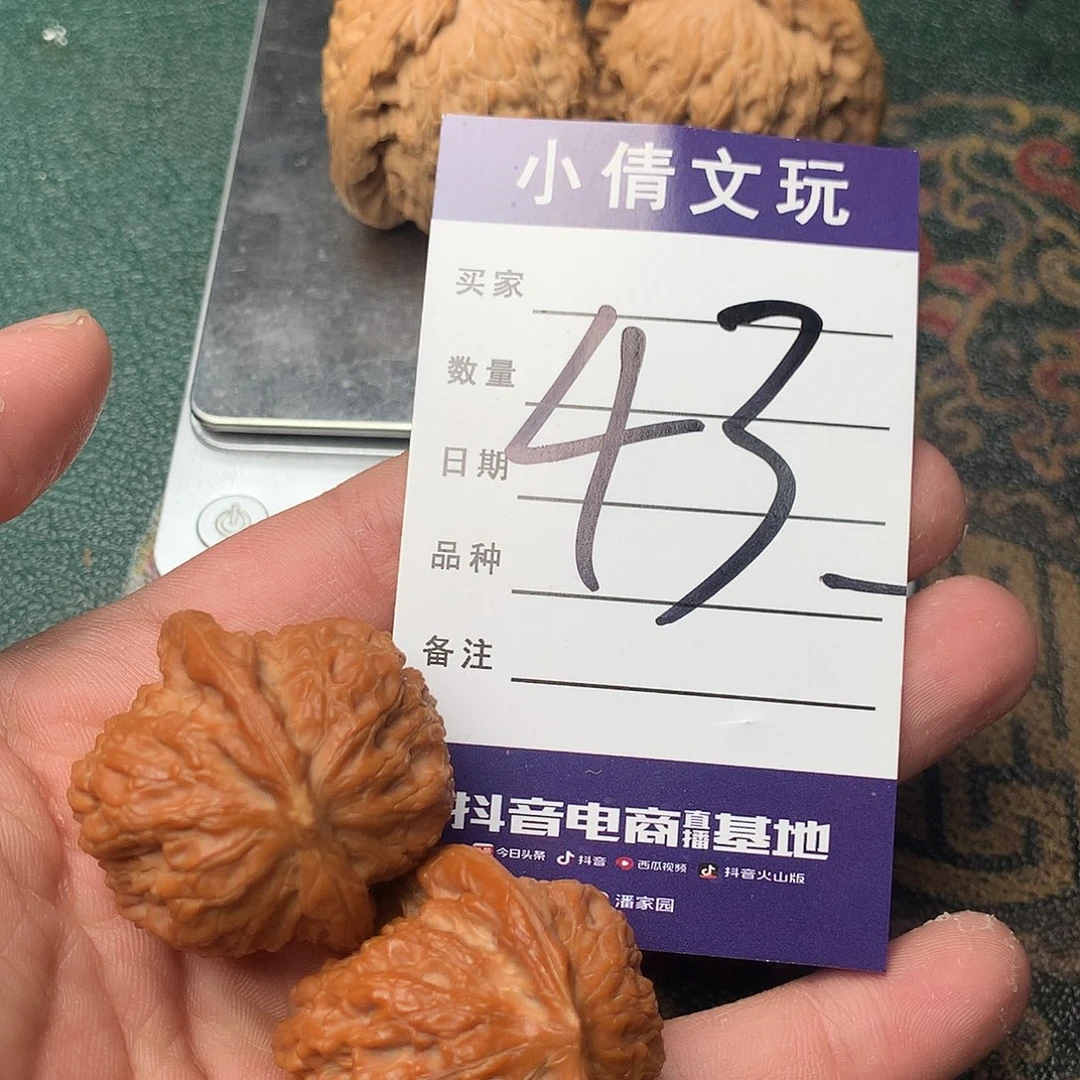 小倩文玩
买家
数量
日期
品种
备注
43-
抖音电商直播基地
今日头条 抖音 西瓜视频 抖音火山版
潘家园